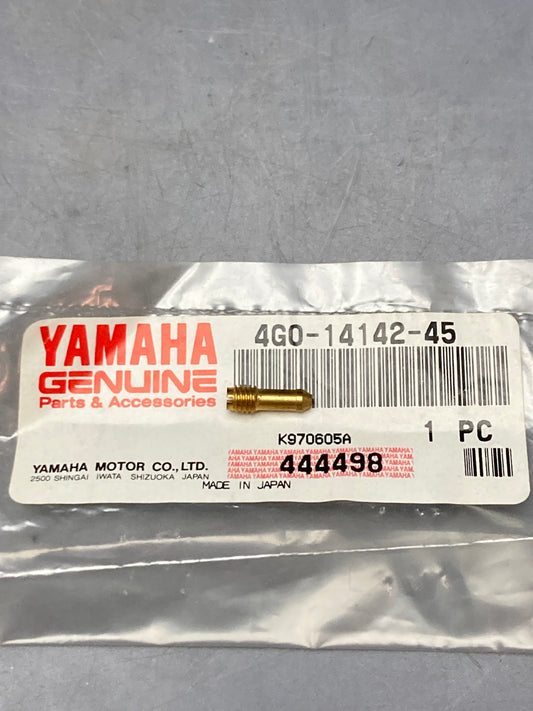 YAMAHA
GENUINE
Parts & Accessories
YAMAHA MOTOR CO.,LTD.
2500 SHINGAI IWATA SHIZUOKA JAPAN
4G0-14142-45
K970605A
1 PC
444498
MADE IN JAPAN